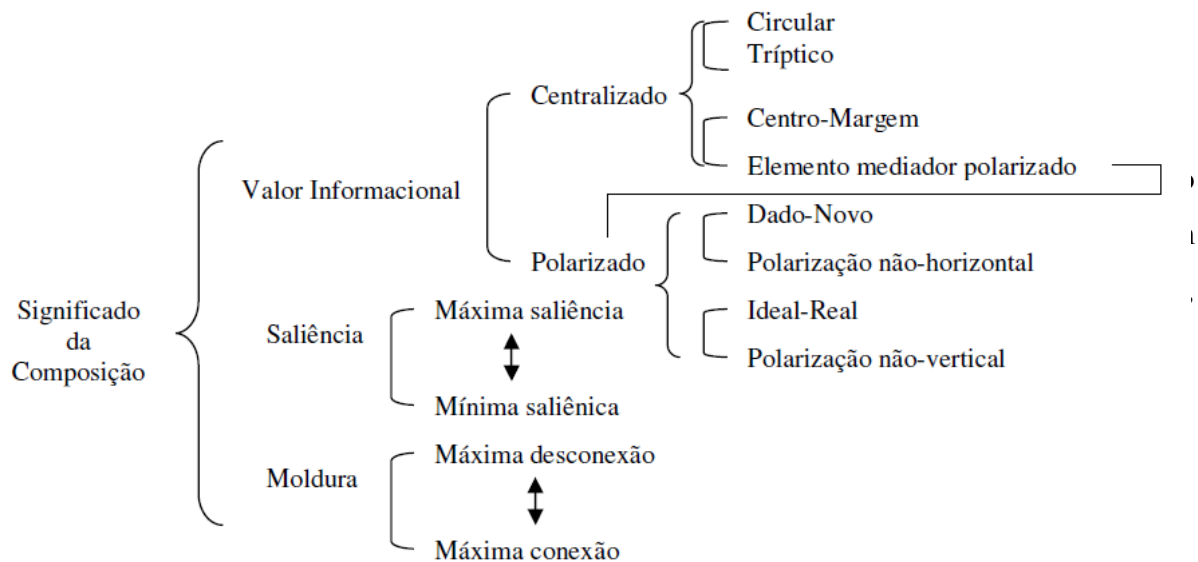 Circular
Tríptico
Centralizado
Centro-Margem
Elemento mediador polarizado
Valor Informacional
Dado-Novo
Polarizado
Polarização não-horizontal
Significado
da
Composição
Saliência
Máxima saliência
Ideal-Real
Polarização não-vertical
Mínima saliênica
Moldura
Máxima desconexão
Máxima conexão